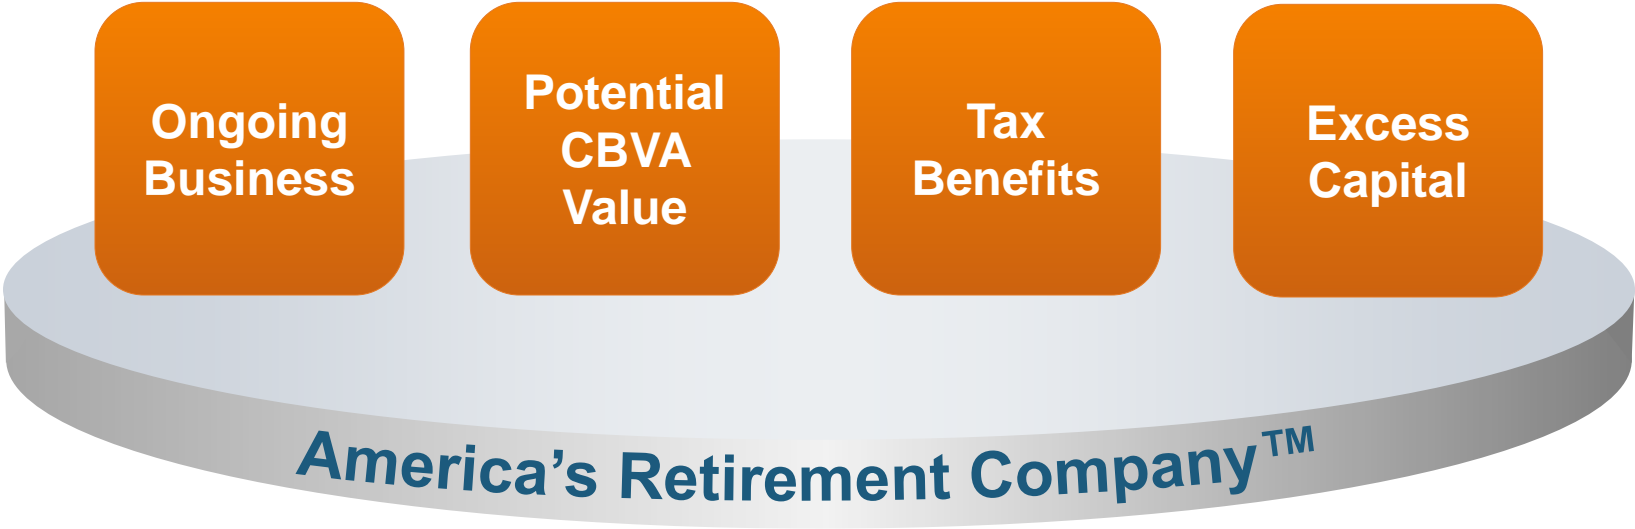 Ongoing
Business
Potential
CBVA
Value
Tax
Benefits
Excess
Capital
America’s Retirement Company™